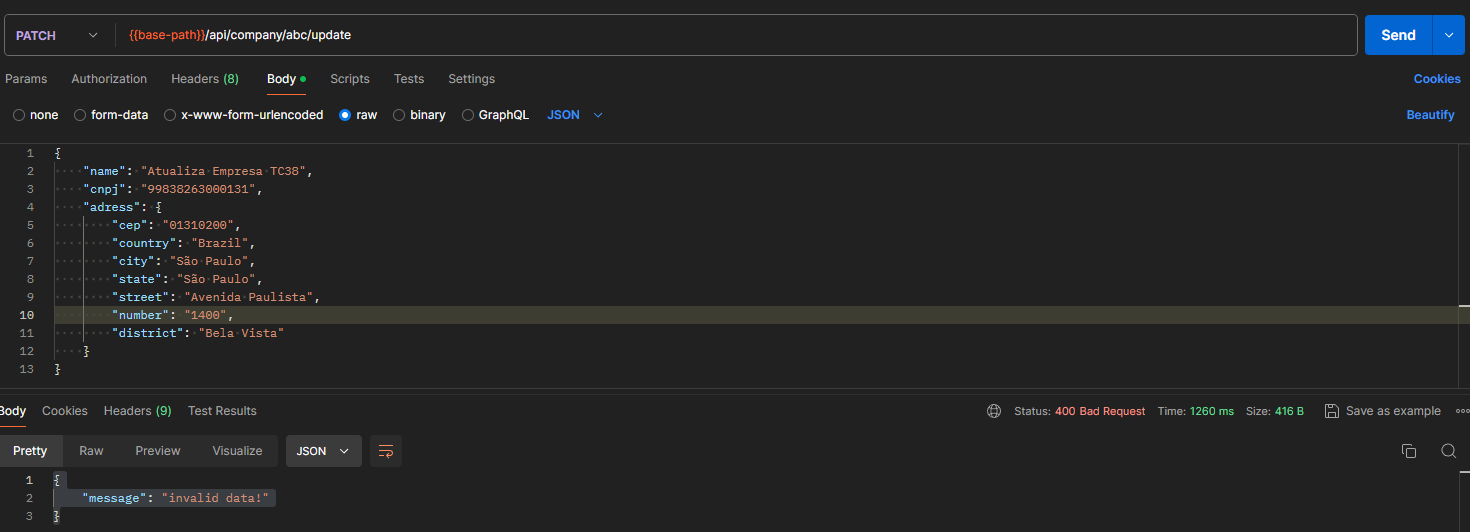 PATCH {{base-path}}/api/company/abc/update Send
Params Authorization Headers (8) Body Scripts Tests Settings Cookies
none form-data x-www-form-urlencoded raw binary GraphQL JSON Beautify
1 {
2 "name": "Atualiza Empresa TC38",
3 "cnpj": "99838263000131",
4 "adress": {
5 "cep": "01310200",
6 "country": "Brazil",
7 "city": "São Paulo",
8 "state": "São Paulo",
9 "street": "Avenida Paulista",
10 "number": "1400",
11 "district": "Bela Vista"
12 }
13 }
Body Cookies Headers (9) Test Results Status: 400 Bad Request Time: 1260 ms Size: 416 B Save as example
Pretty Raw Preview Visualize JSON
1 {
2 "message": "invalid data!"
3 }